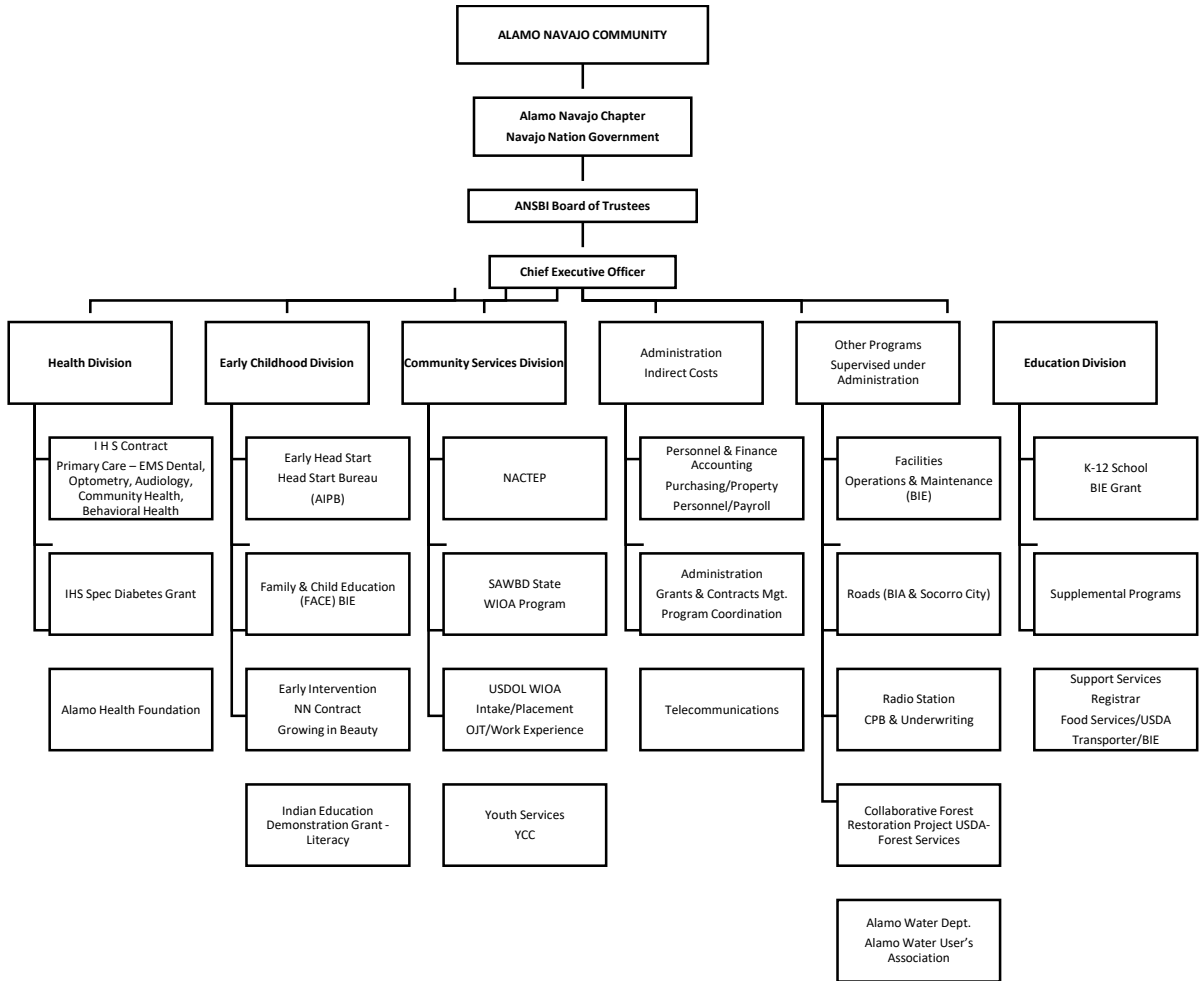 ALAMO NAVAJO COMMUNITY
Alamo Navajo Chapter
Navajo Nation Government
ANSBI Board of Trustees
Chief Executive Officer
Health Division
Early Childhood Division
Community Services Division
Administration
Indirect Costs
Other Programs
Supervised under
Administration
Education Division
I H S Contract
Primary Care – EMS Dental,
Optometry, Audiology,
Community Health,
Behavioral Health
Early Head Start
Head Start Bureau
(AIPB)
NACTEP
Personnel & Finance
Accounting
Purchasing/Property
Personnel/Payroll
Facilities
Operations & Maintenance
(BIE)
K-12 School
BIE Grant
IHS Spec Diabetes Grant
Family & Child Education
(FACE) BIE
SAWBD State
WIOA Program
Administration
Grants & Contracts Mgt.
Program Coordination
Roads (BIA & Socorro City)
Supplemental Programs
Alamo Health Foundation
Early Intervention
NN Contract
Growing in Beauty
USDOL WIOA
Intake/Placement
OJT/Work Experience
Telecommunications
Radio Station
CPB & Underwriting
Support Services
Registrar
Food Services/USDA
Transporter/BIE
Indian Education
Demonstration Grant -
Literacy
Youth Services
YCC
Collaborative Forest
Restoration Project USDA-
Forest Services
Alamo Water Dept.
Alamo Water User’s
Association